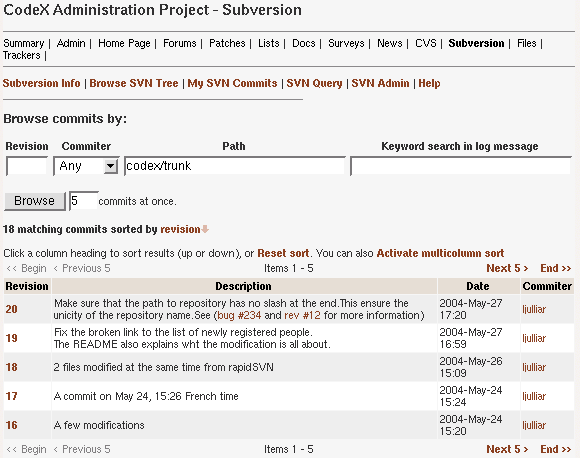 CodeX Administration Project - Subversion
Summary | Admin | Home Page | Forums | Patches | Lists | Docs | Surveys | News | CVS | Subversion | Files |
Trackers |
Subversion Info | Browse SVN Tree | My SVN Commits | SVN Query | SVN Admin | Help
Browse commits by:
Revision Commiter Path Keyword search in log message
Any codex/trunk
Browse 5 commits at once.
18 matching commits sorted by revision
Click a column heading to sort results (up or down), or Reset sort. You can also Activate multicolumn sort
<< Begin < Previous 5 Items 1 - 5 Next 5 > End >>
Revision Description Date Commiter
20 Make sure that the path to repository has no slash at the end.This ensure the 2004-May-27 ljulliar
unicity of the repository name.See (bug #234 and rev #12 for more information) 17:20
19 Fix the broken link to the list of newly registered people. 2004-May-27 ljulliar
The README also explains wht the modification is all about. 16:59
18 2 files modified at the same time from rapidSVN 2004-May-26 ljulliar
15:09
17 A commit on May 24, 15:26 French time 2004-May-24 ljulliar
15:24
16 A few modifications 2004-May-24 ljulliar
15:20
<< Begin < Previous 5 Items 1 - 5 Next 5 > End >>